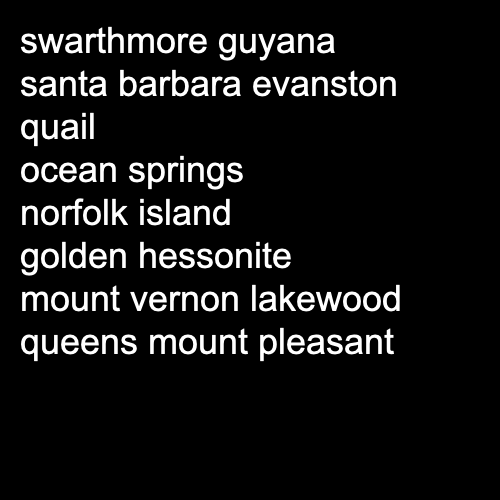 swarthmore guyana
santa barbara evanston
quail
ocean springs
norfolk island
golden hessonite
mount vernon lakewood
queens mount pleasant